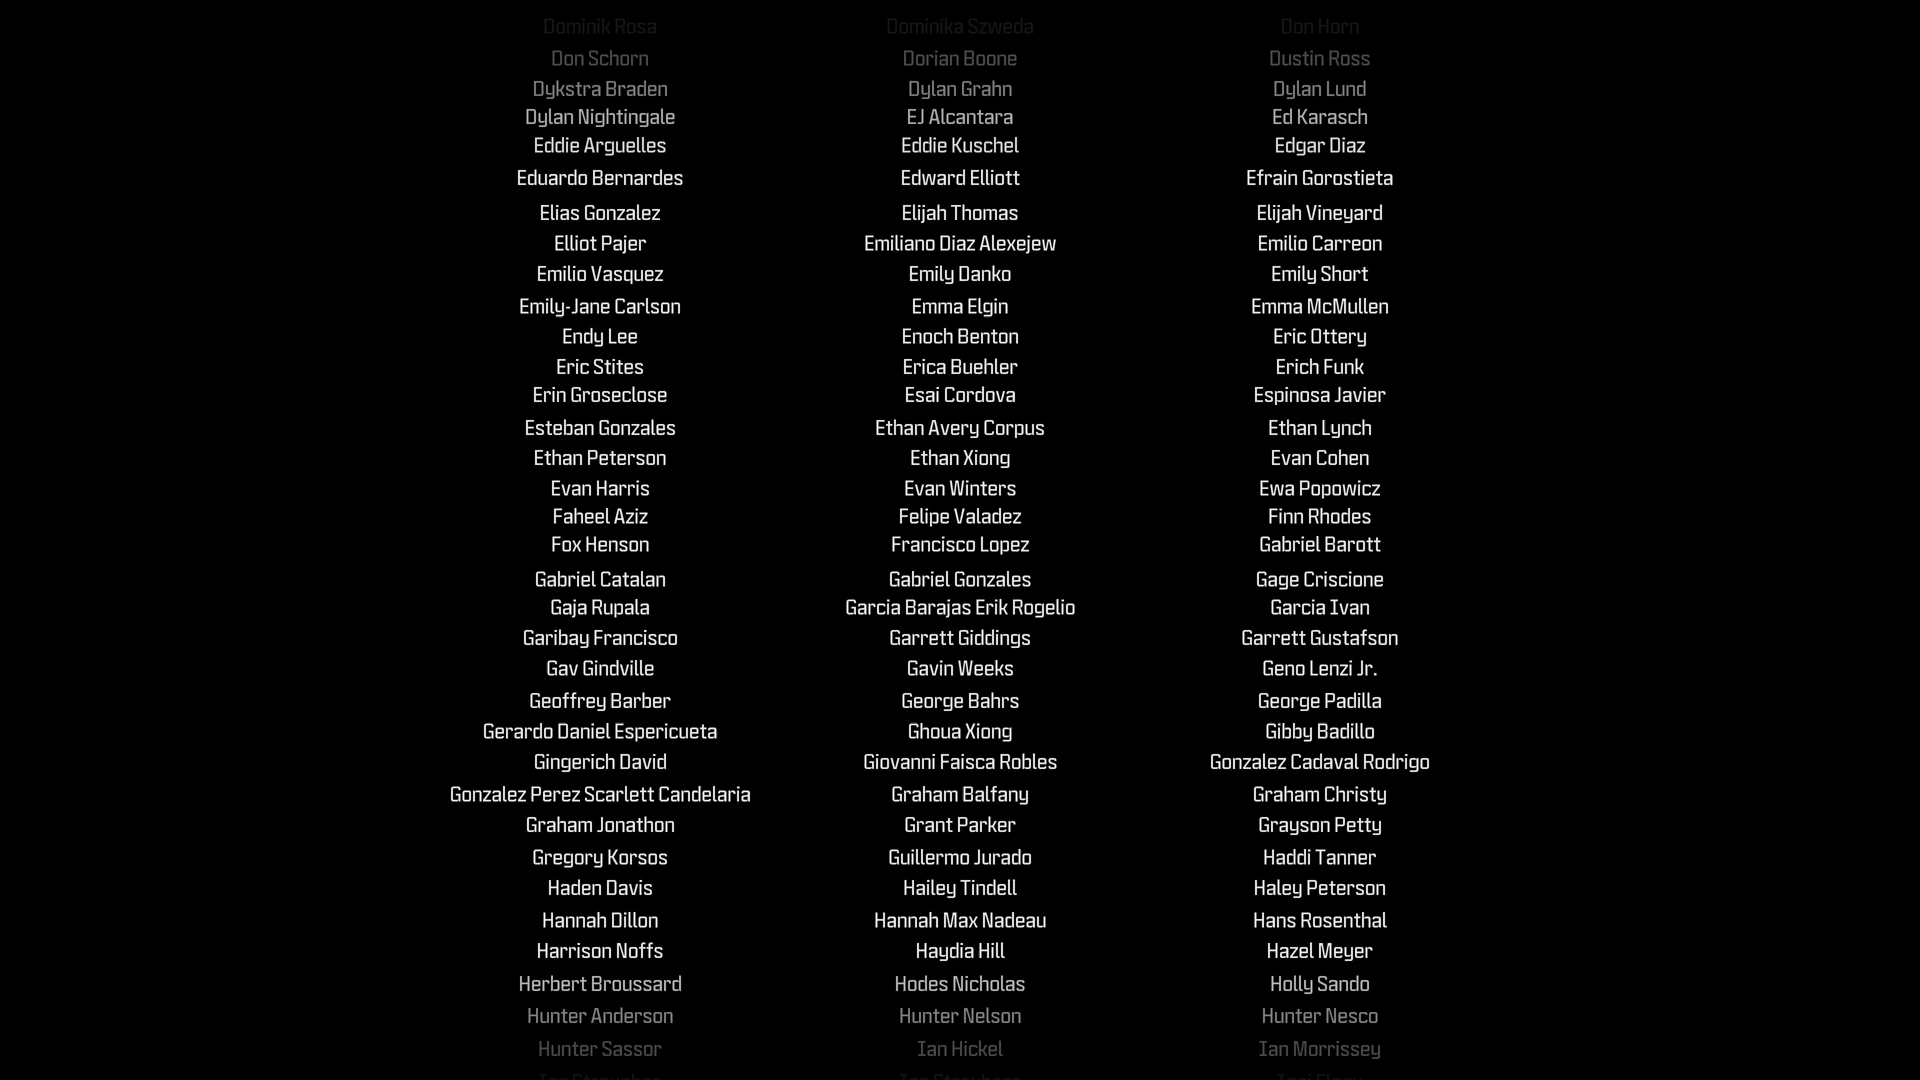 Dominik Rosa Dominika Szweda Don Horn
Don Schorn Dorian Boone Dustin Ross
Dykstra Braden Dylan Grahn Dylan Lund
Dylan Nightingale EJ Alcantara Ed Karasch
Eddie Arguelles Eddie Kuschel Edgar Diaz
Eduardo Bernardes Edward Elliott Efrain Gorostieta
Elias Gonzalez Elijah Thomas Elijah Vineyard
Elliot Pajer Emiliano Diaz Alexejew Emilio Carreon
Emilio Vasquez Emily Danko Emily Short
Emily-Jane Carlson Emma Elgin Emma McMullen
Endy Lee Enoch Benton Eric Ottery
Eric Stites Erica Buehler Erich Funk
Erin Groseclose Esai Cordova Espinosa Javier
Esteban Gonzales Ethan Avery Corpus Ethan Lynch
Ethan Peterson Ethan Xiong Evan Cohen
Evan Harris Evan Winters Ewa Popowicz
Faheel Aziz Felipe Valadez Finn Rhodes
Fox Henson Francisco Lopez Gabriel Barott
Gabriel Catalan Gabriel Gonzales Gage Criscione
Gaja Rupala Garcia Barajas Erik Rogelio Garcia Ivan
Garibay Francisco Garrett Giddings Garrett Gustafson
Gav Gindville Gavin Weeks Geno Lenzi Jr.
Geoffrey Barber George Bahrs George Padilla
Gerardo Daniel Espericueta Ghoua Xiong Gibby Badillo
Gingerich David Giovanni Faisca Robles Gonzalez Cadaval Rodrigo
Gonzalez Perez Scarlett Candelaria Graham Balfany Graham Christy
Graham Jonathon Grant Parker Grayson Petty
Gregory Korsos Guillermo Jurado Haddi Tanner
Haden Davis Hailey Tindell Haley Peterson
Hannah Dillon Hannah Max Nadeau Hans Rosenthal
Harrison Noffs Haydia Hill Hazel Meyer
Herbert Broussard Hodes Nicholas Holly Sando
Hunter Anderson Hunter Nelson Hunter Nesco
Hunter Sassor Ian Hickel Ian Morrissey